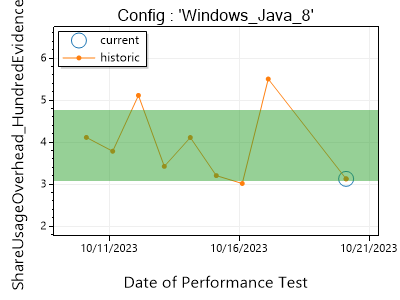 Config : 'Windows_Java_8'
current
historic
ShareUsageOverhead_HundredEvidence
6
5
4
3
2
10/11/2023
10/16/2023
10/21/2023
Date of Performance Test